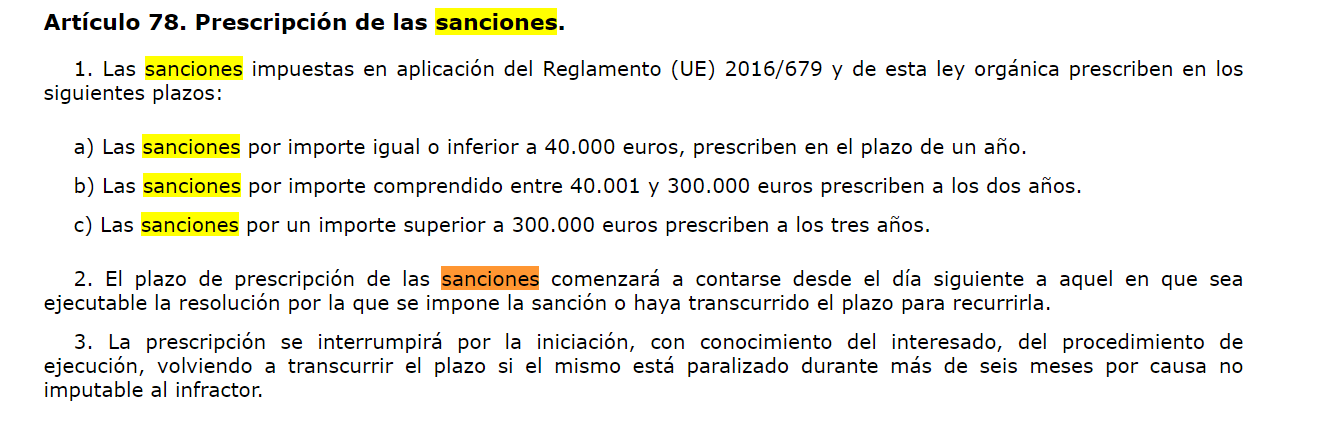 Artículo 78. Prescripción de las sanciones.
1. Las sanciones impuestas en aplicación del Reglamento (UE) 2016/679 y de esta ley orgánica prescriben en los
siguientes plazos:
a) Las sanciones por importe igual o inferior a 40.000 euros, prescriben en el plazo de un año.
b) Las sanciones por importe comprendido entre 40.001 y 300.000 euros prescriben a los dos años.
c) Las sanciones por un importe superior a 300.000 euros prescriben a los tres años.
2. El plazo de prescripción de las sanciones comenzará a contarse desde el día siguiente a aquel en que sea
ejecutable la resolución por la que se impone la sanción o haya transcurrido el plazo para recurrirla.
3. La prescripción se interrumpirá por la iniciación, con conocimiento del interesado, del procedimiento de
ejecución, volviendo a transcurrir el plazo si el mismo está paralizado durante más de seis meses por causa no
imputable al infractor.